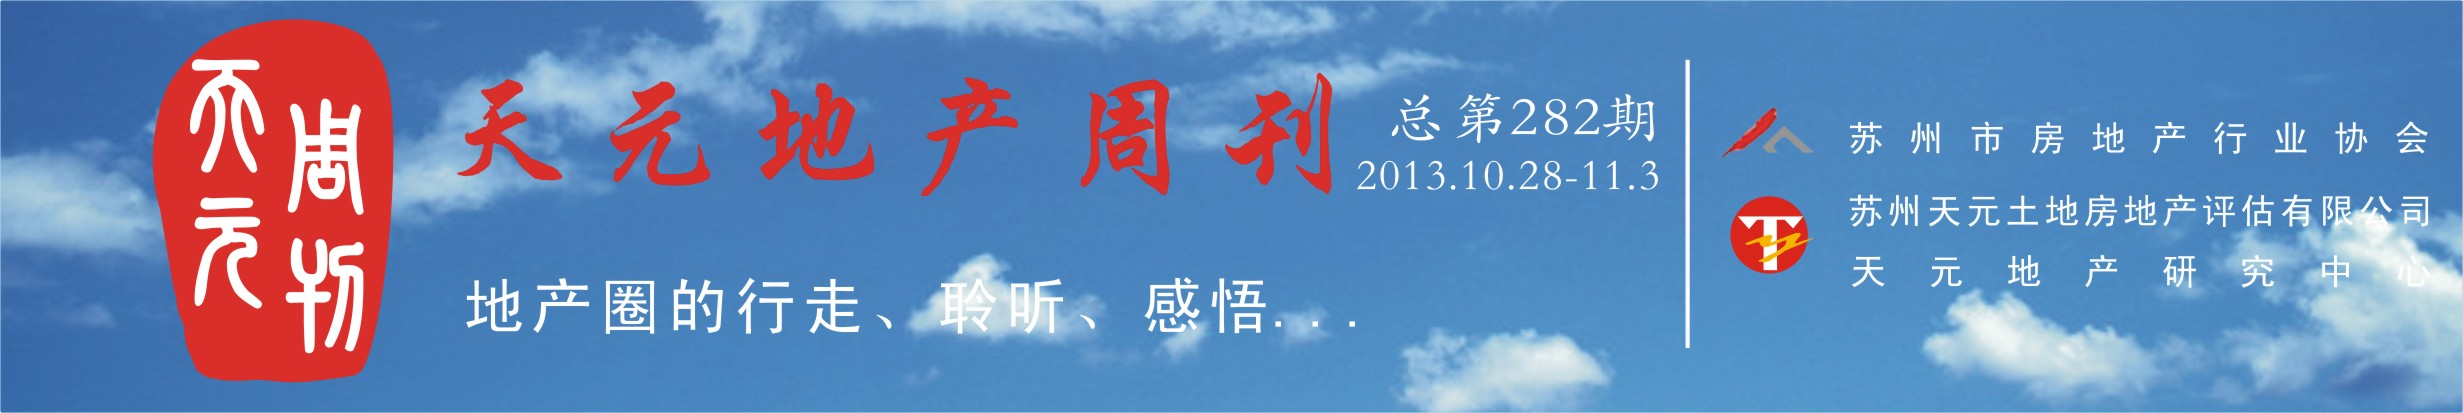 天元
周刊
天元地产周刊
总第282期
2013.10.28-11.3
地产圈的行走、聆听、感悟...
苏州市房地产行业协会
苏州天元土地房地产评估有限公司
天元地产研究中心